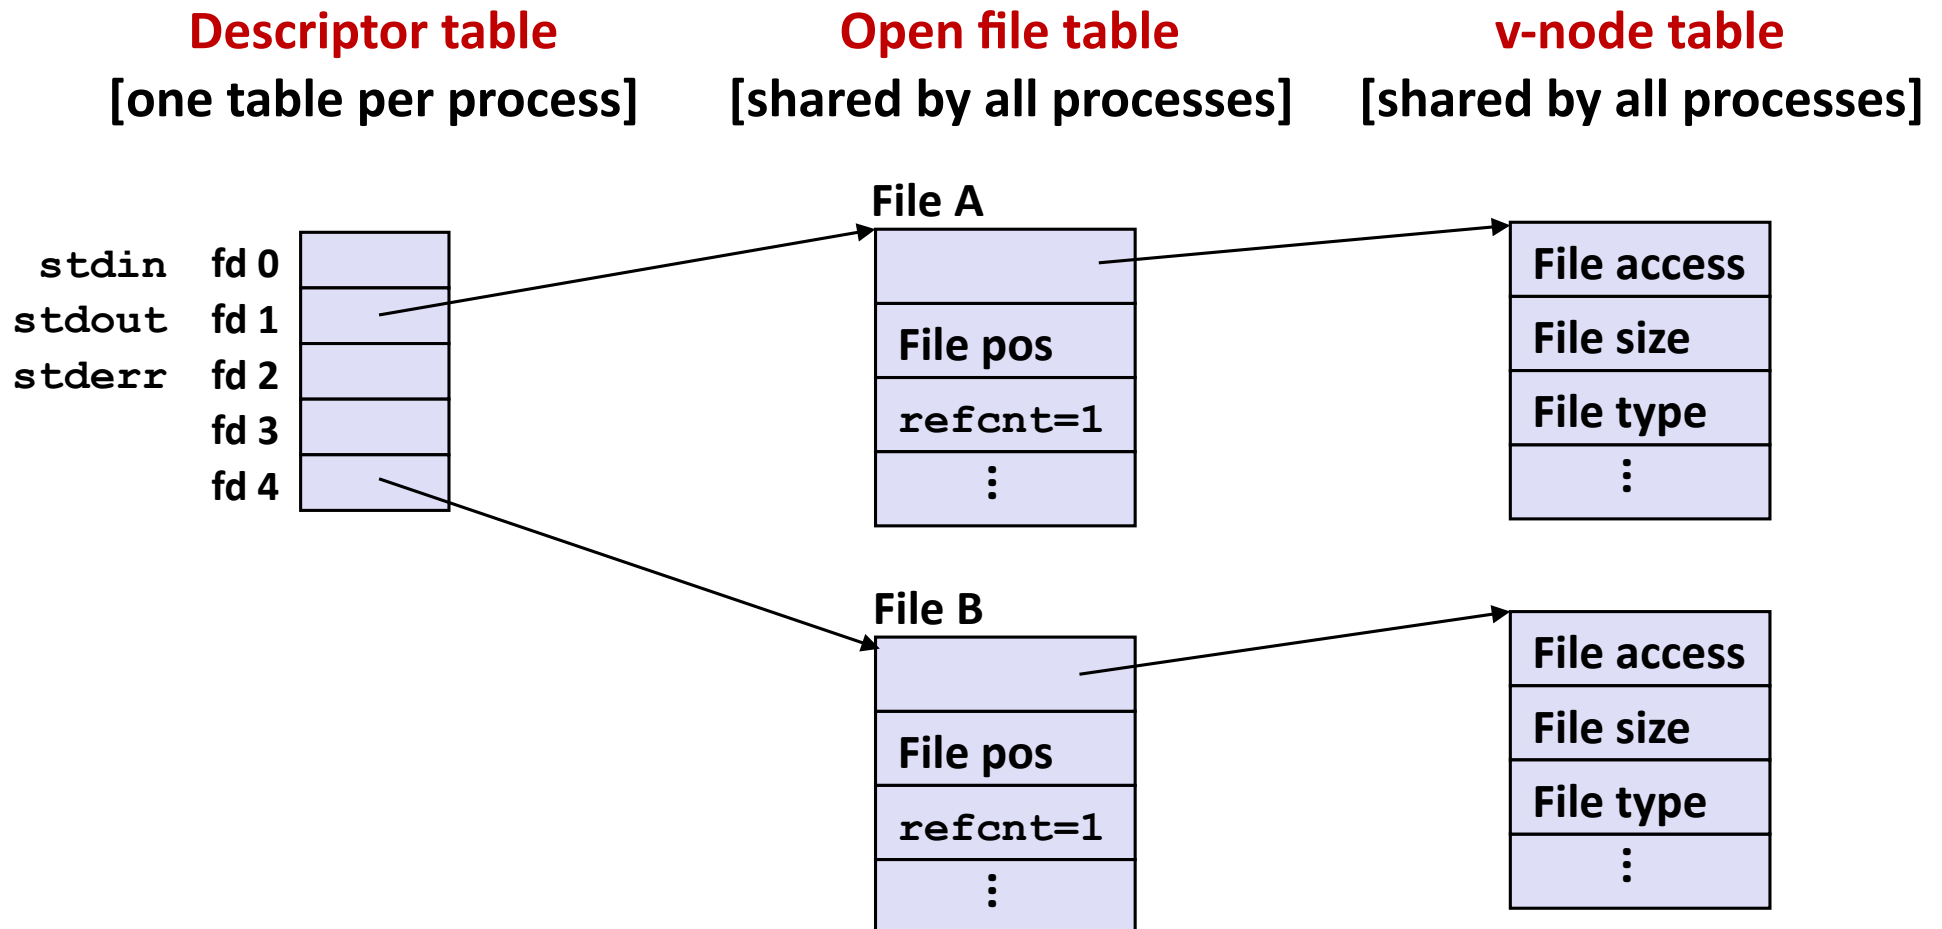 Descriptor table
[one table per process]
Open file table
[shared by all processes]
v-node table
[shared by all processes]
stdin fd 0
stdout fd 1
stderr fd 2
fd 3
fd 4
File A
File pos
refcnt=1
⋮
File access
File size
File type
⋮
File B
File pos
refcnt=1
⋮
File access
File size
File type
⋮